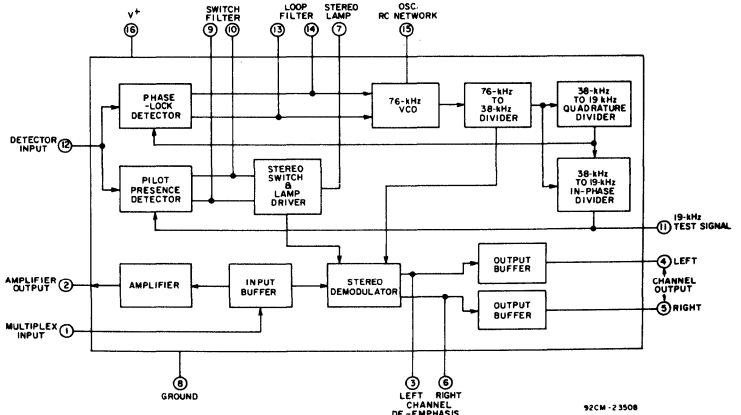 V+
16
SWITCH
FILTER
9 10
LOOP
FILTER
13 14
STEREO
LAMP
7
OSC.
RC NETWORK
15
PHASE
-LOCK
DETECTOR
76-kHz
VCO
76-kHz
TO
38-kHz
DIVIDER
38-kHz
TO 19 kHz
QUADRATURE
DIVIDER
DETECTOR
INPUT
12
PILOT
PRESENCE
DETECTOR
STEREO
SWITCH
&
LAMP
DRIVER
38-kHz
TO 19-kHz
IN-PHASE
DIVIDER
11
19-kHz
TEST SIGNAL
AMPLIFIER
OUTPUT
2
AMPLIFIER
INPUT
BUFFER
STEREO
DEMODULATOR
OUTPUT
BUFFER
4 LEFT
CHANNEL
OUTPUT
OUTPUT
BUFFER
5 RIGHT
MULTIPLEX
INPUT
1
8
GROUND
3 6
LEFT RIGHT
CHANNEL
DE-EMPHASIS
92CM-23508